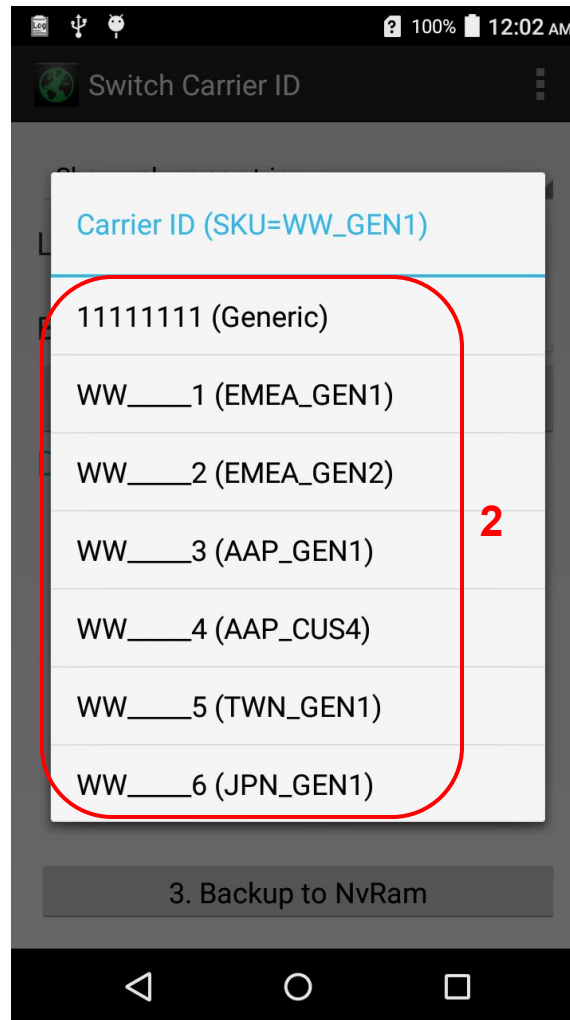 Log
100% 12:02 AM
Switch Carrier ID
Carrier ID (SKU=WW_GEN1)
11111111 (Generic)
WW_____1 (EMEA_GEN1)
WW_____2 (EMEA_GEN2)
2
WW_____3 (AAP_GEN1)
WW_____4 (AAP_CUS4)
WW_____5 (TWN_GEN1)
WW_____6 (JPN_GEN1)
3. Backup to NvRam